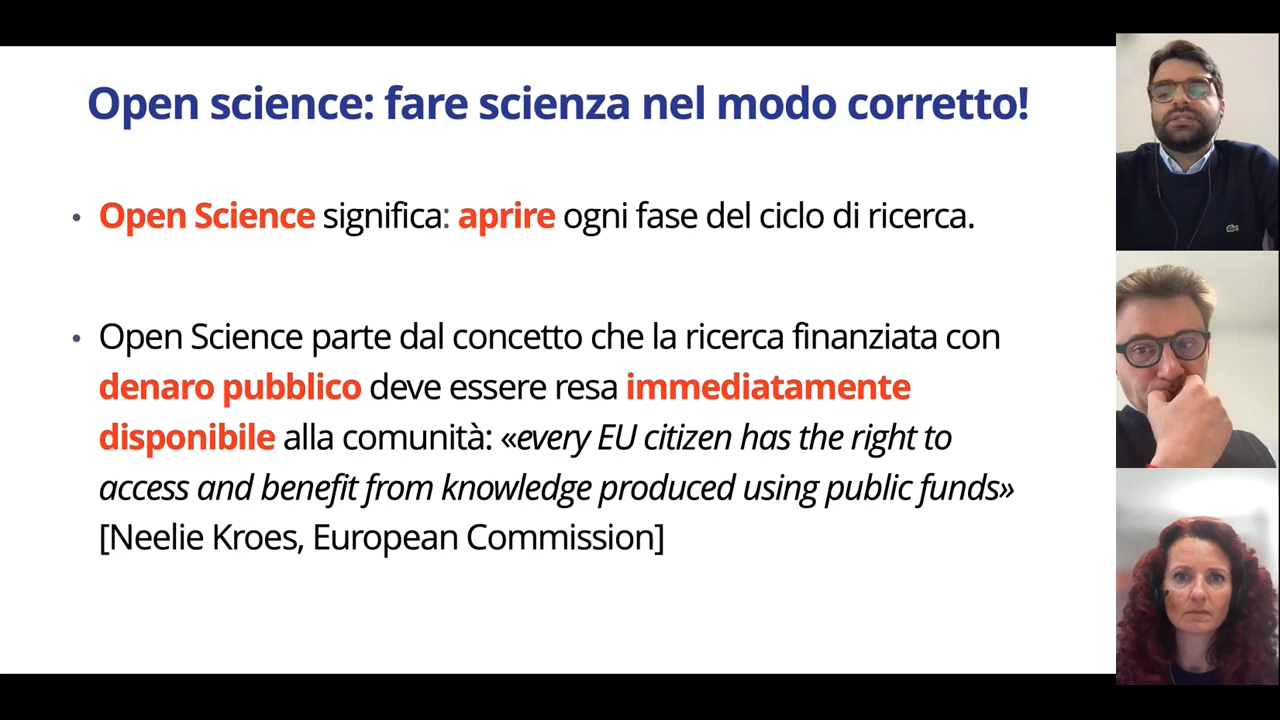 Open science: fare scienza nel modo corretto!
• Open Science significa: aprire ogni fase del ciclo di ricerca.
• Open Science parte dal concetto che la ricerca finanziata con
denaro pubblico deve essere resa immediatamente
disponibile alla comunità: «every EU citizen has the right to
access and benefit from knowledge produced using public funds»
[Neelie Kroes, European Commission]